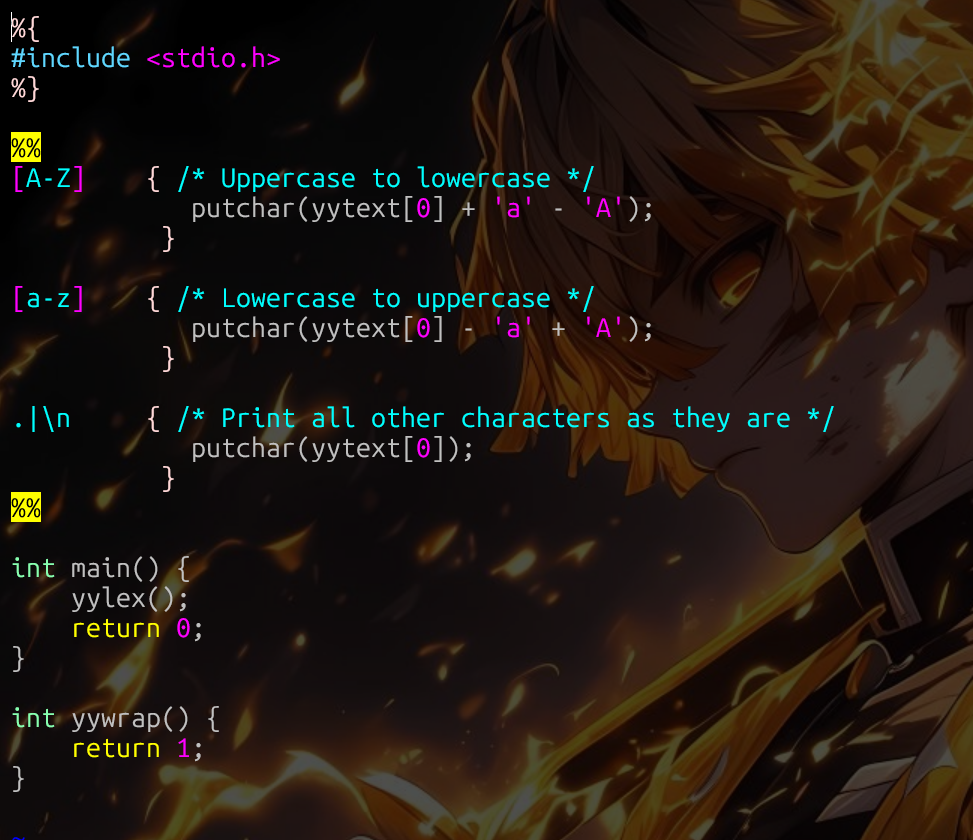 %{
#include <stdio.h>
%}

%%
[A-Z]    { /* Uppercase to lowercase */
            putchar(yytext[0] + 'a' - 'A');
          }

[a-z]    { /* Lowercase to uppercase */
            putchar(yytext[0] - 'a' + 'A');
          }

.|\n     { /* Print all other characters as they are */
            putchar(yytext[0]);
          }
%%

int main() {
    yylex();
    return 0;
}

int yywrap() {
    return 1;
}

~